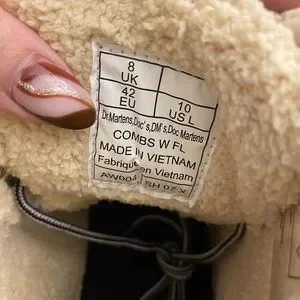 8
UK
42
EU
10
US L
Dr.Martens,Doc's,DM's,Doc Martens
COMBS W FL
MADE IN VIETNAM
Fabriqué en Vietnam
AW004
SH 07-X